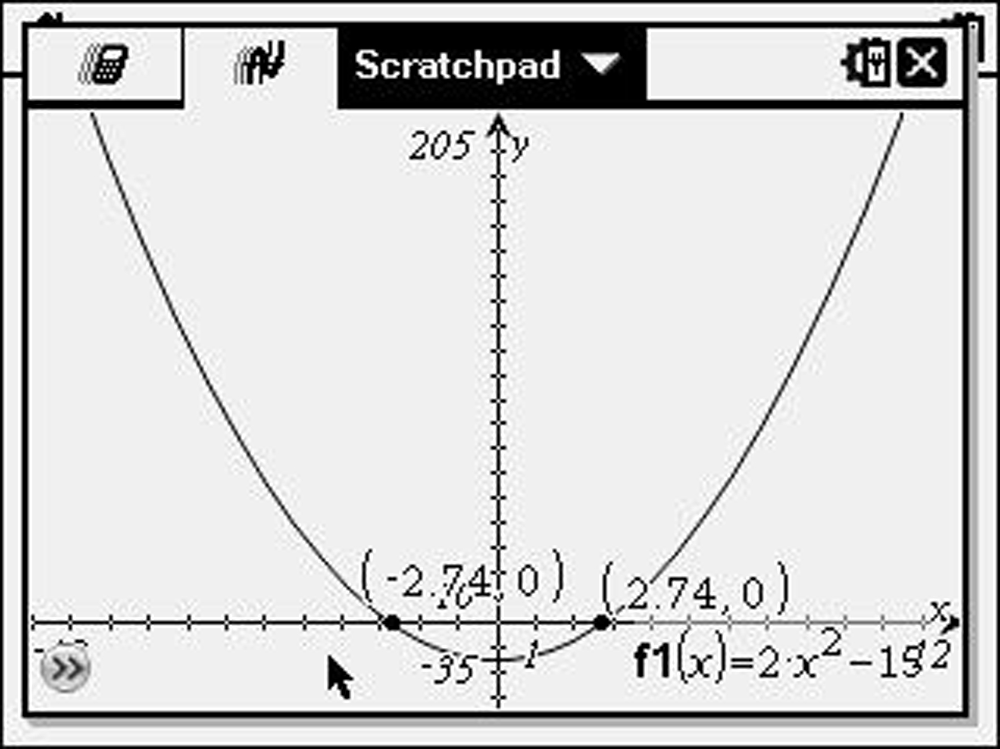 Scratchpad
205 y
(-2.74, 0) (2.74, 0)
x
-35 1 f1(x)=2·x²-15